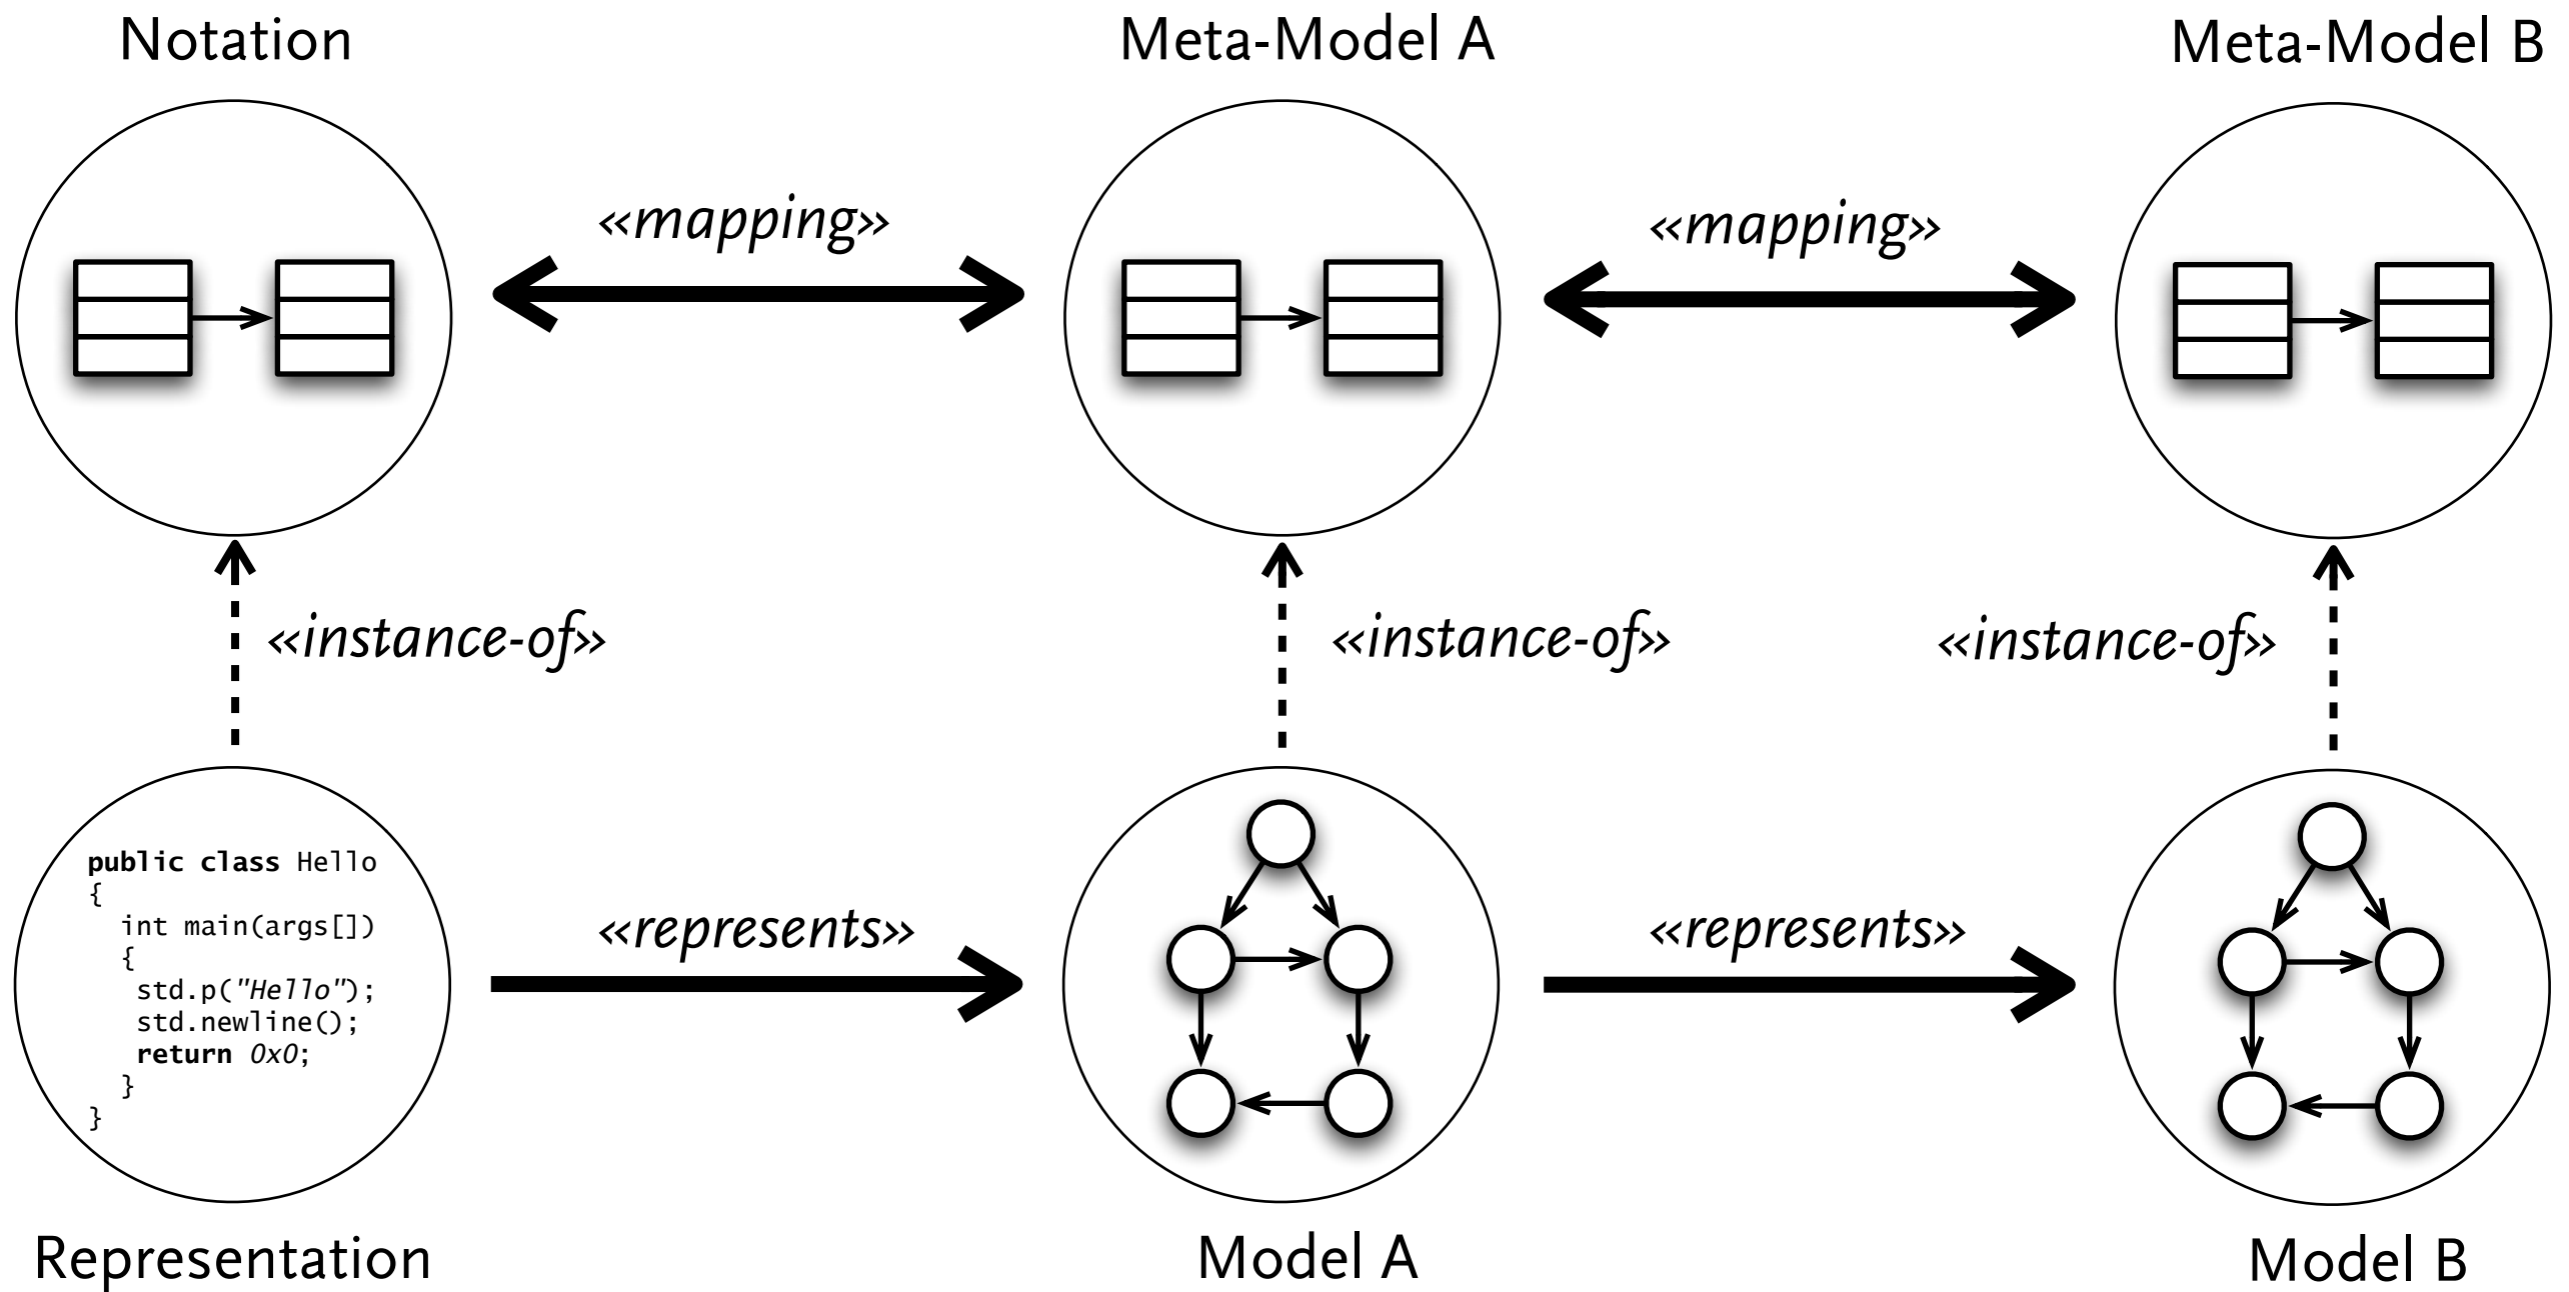 Notation
Meta-Model A
Meta-Model B
«mapping»
«mapping»
«instance-of»
«instance-of»
«instance-of»
public class Hello
{
int main(args[])
{
std.p("Hello");
std.newline();
return 0x0;
}
}
«represents»
«represents»
Representation
Model A
Model B